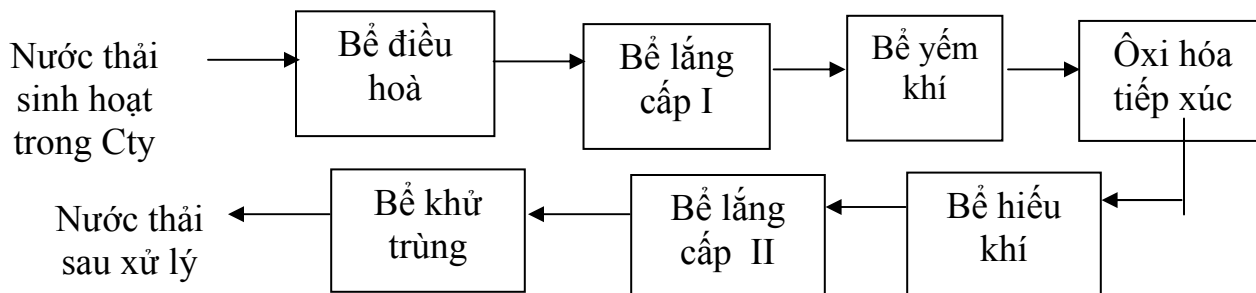 Nước thải
sinh hoạt
trong Cty
Bể điều
hoà
Bể lắng
cấp I
Bể yếm
khí
Ôxi hóa
tiếp xúc
Bể hiếu
khí
Bể lắng
cấp II
Bể khử
trùng
Nước thải
sau xử lý